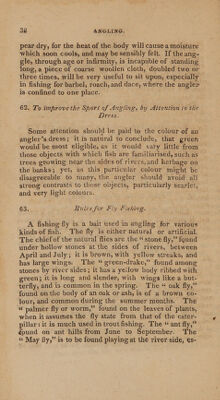 32 ANGLING.
pear dry, for the heat of the body will cause a moisture
which soon cools, and may be sensibly felt. If the ang-
gle, through age or infirmity, is incapable of standing
long, a piece of coarse woollen cloth, doubled two or
three times, will be very useful to sit upon, especially
in fishing for barbel, roach, and dace, where the angler
is confined to one place.
62. To improve the Sport of Angling, by Attention to the
Dress.
Some attention should be paid to the colour of an
angler's dress; it is natural to conclude, that green
would be most eligible, as it would vary little from
those objects with which fish are familiarised, such as
trees growing near the sides of rivers, and herbage on
the banks; yet, in this particular colour might be
disagreeable to many, the angler should avoid all
strong contrasts to those objects, particularly scarlet,
and very light colours.
63. Rules for Fly Fishing.
A fishing fly is a bait used in angling for various
kinds of fish. The fly is either natural or artificial.
The chief of the natural flies are the "stone fly," found
under hollow stones at the sides of rivers, between
April and July; it is brown, with yellow streaks, and
has large wings. The "green-drake," found among
stones by river sides; it has a yellow body ribbed with
green; it is long and slender, with wings like a but-
terfly, and is common in the spring. The "oak fly,"
found on the body of an oak or ash, is of a brown co-
lour, and common during the summer months. The
"palmer fly or worm," found on the leaves of plants,
when it assumes the fly state from that of the cater-
pillar: it is much used in trout fishing. The "ant fly,"
found on ant hills from June to September. The
"May fly," is to be found playing at the river side, es-